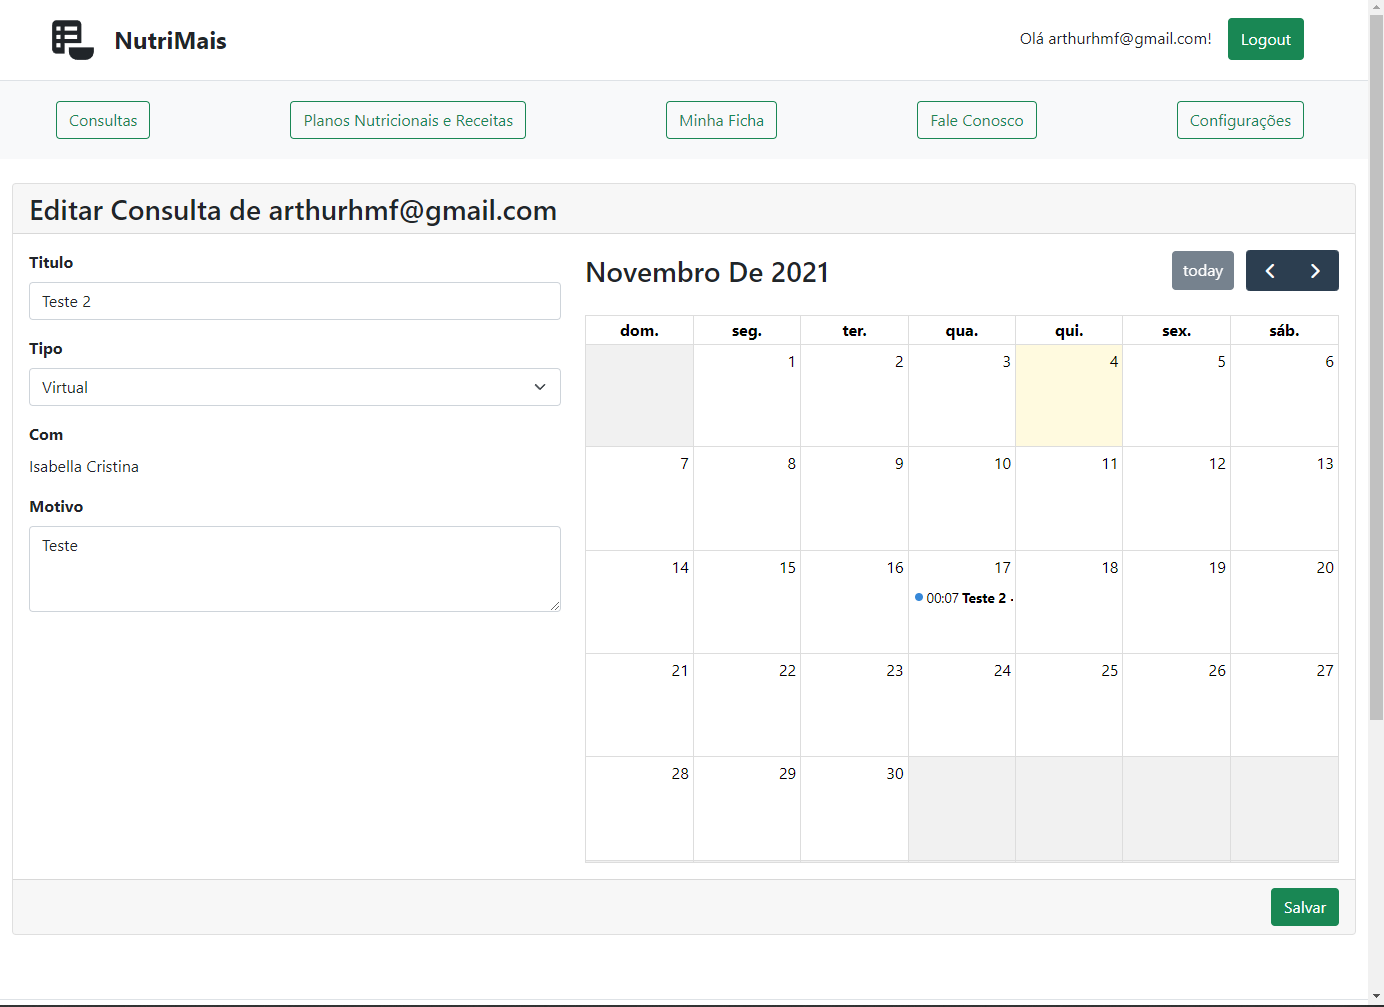 NutriMais
Olá arthurhmf@gmail.com!
Logout
Consultas
Planos Nutricionais e Receitas
Minha Ficha
Fale Conosco
Configurações
Editar Consulta de arthurhmf@gmail.com
Titulo
Teste 2
Tipo
Virtual
Com
Isabella Cristina
Motivo
Teste
Novembro De 2021
today
dom. seg. ter. qua. qui. sex. sáb.
1 2 3 4 5 6
7 8 9 10 11 12 13
14 15 16 17 18 19 20
00:07 Teste 2 -
21 22 23 24 25 26 27
28 29 30
Salvar